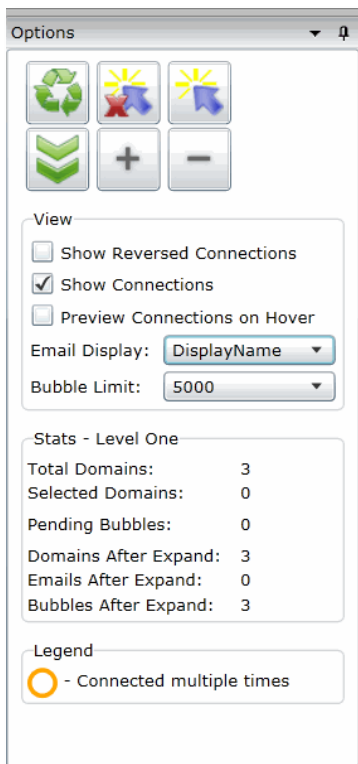 Options
View
Show Reversed Connections
Show Connections
Preview Connections on Hover
Email Display: DisplayName
Bubble Limit: 5000
Stats - Level One
Total Domains: 3
Selected Domains: 0
Pending Bubbles: 0
Domains After Expand: 3
Emails After Expand: 0
Bubbles After Expand: 3
Legend
- Connected multiple times